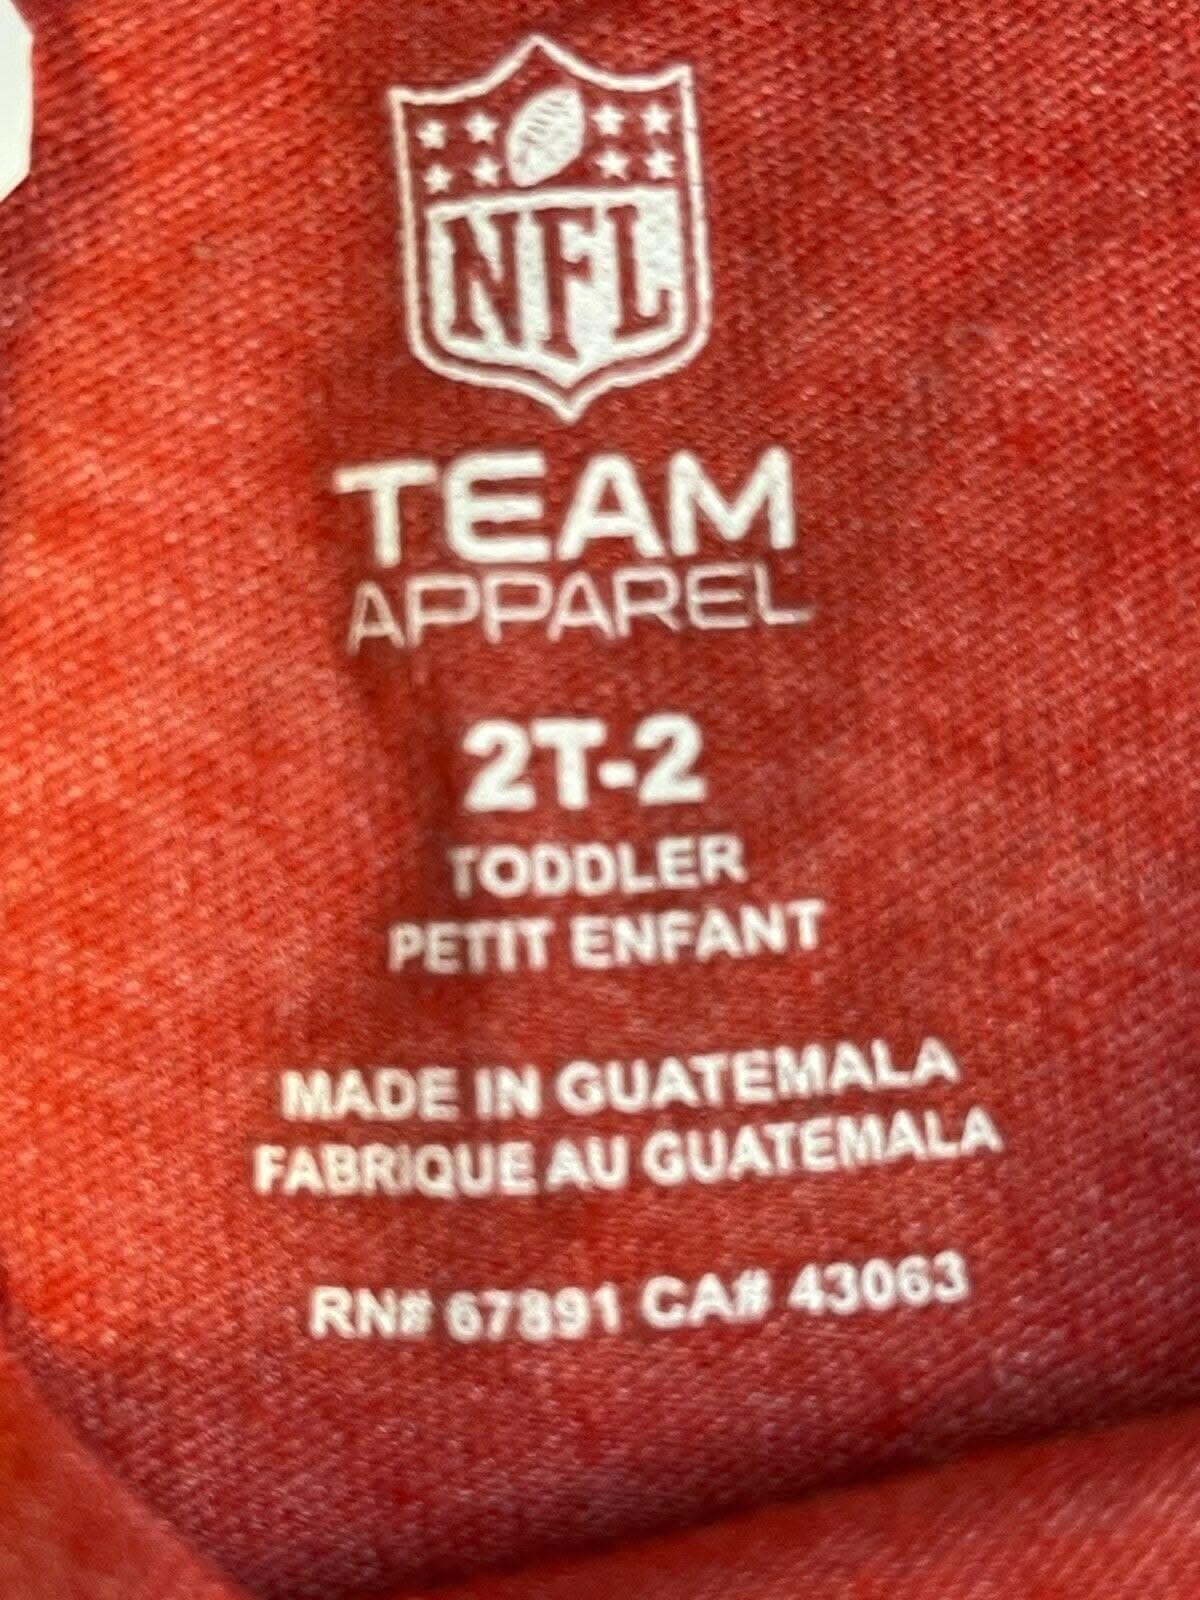 NFL
TEAM
APPAREL
2T-2
TODDLER
PETIT ENFANT
MADE IN GUATEMALA
FABRIQUE AU GUATEMALA
RN# 67891 CA# 43063